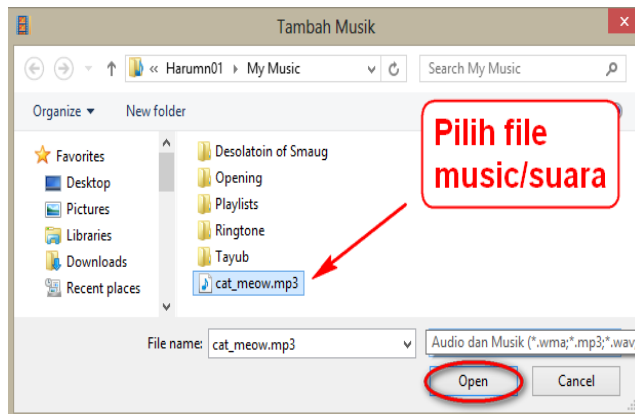 Tambah Musik
x
« Harumn01 ▸ My Music
Search My Music
Organize
New folder
Favorites
Desktop
Pictures
Libraries
Downloads
Recent places
Desolatoin of Smaug
Opening
Playlists
Ringtone
Tayub
cat_meow.mp3
Pilih file
music/suara
File name: cat_meow.mp3
Audio dan Musik (*.wma;*.mp3;*.wav,
Open
Cancel